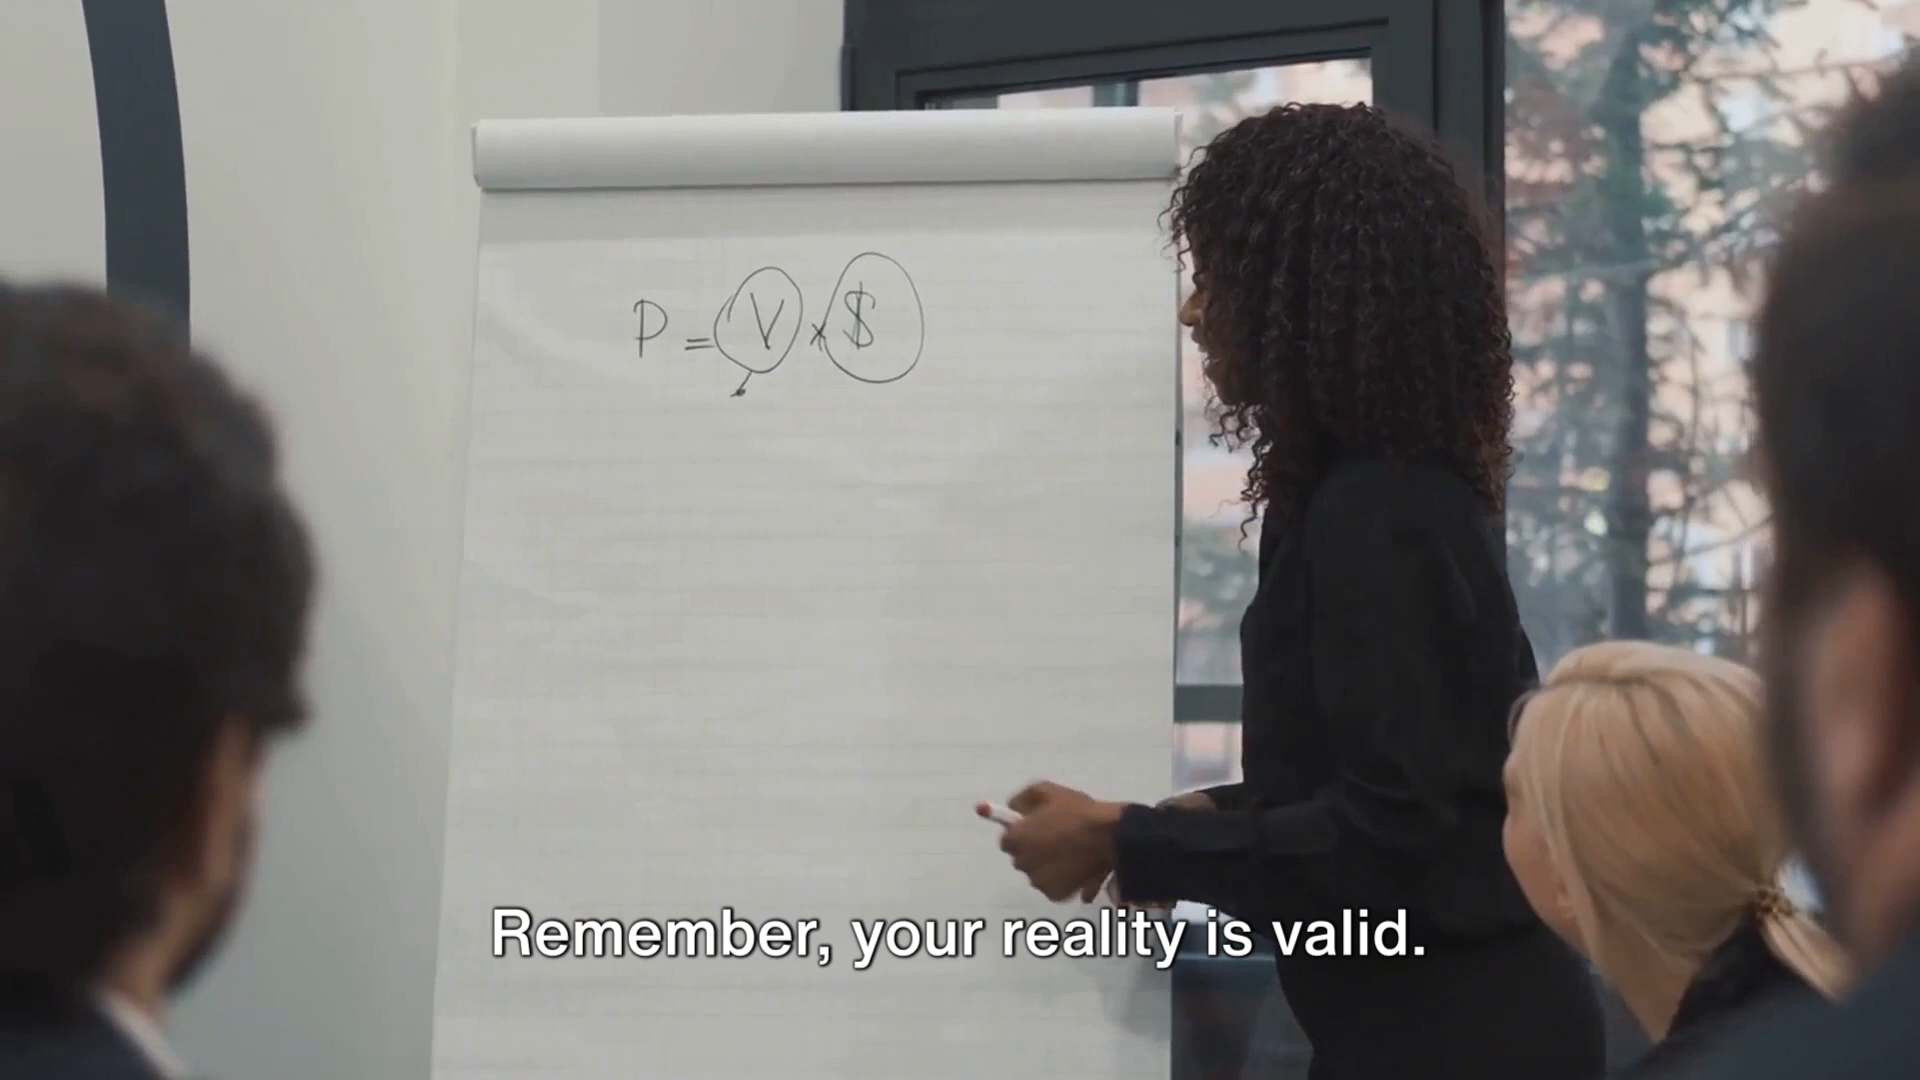 P = V × $
Remember, your reality is valid.